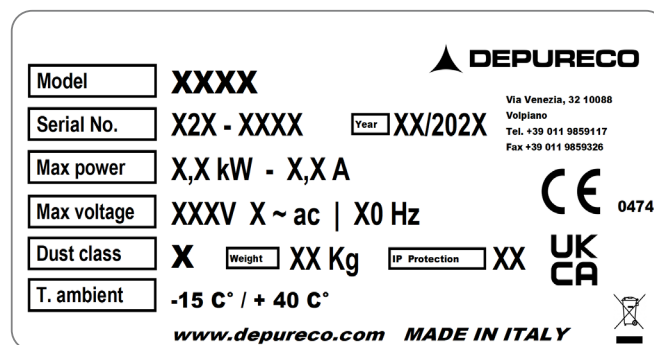 DEPURECO
Model XXXX
Via Venezia, 32 10088
Volpiano
Tel. +39 011 9859117
Fax +39 011 9859326
Serial No. X2X - XXXX Year XX/202X
Max power X,X kW - X,X A
CE 0474
Max voltage XXXV X ~ ac | X0 Hz
Dust class X Weight XX Kg IP Protection XX
UK
CA
T. ambient -15 C° / + 40 C°
www.depureco.com MADE IN ITALY